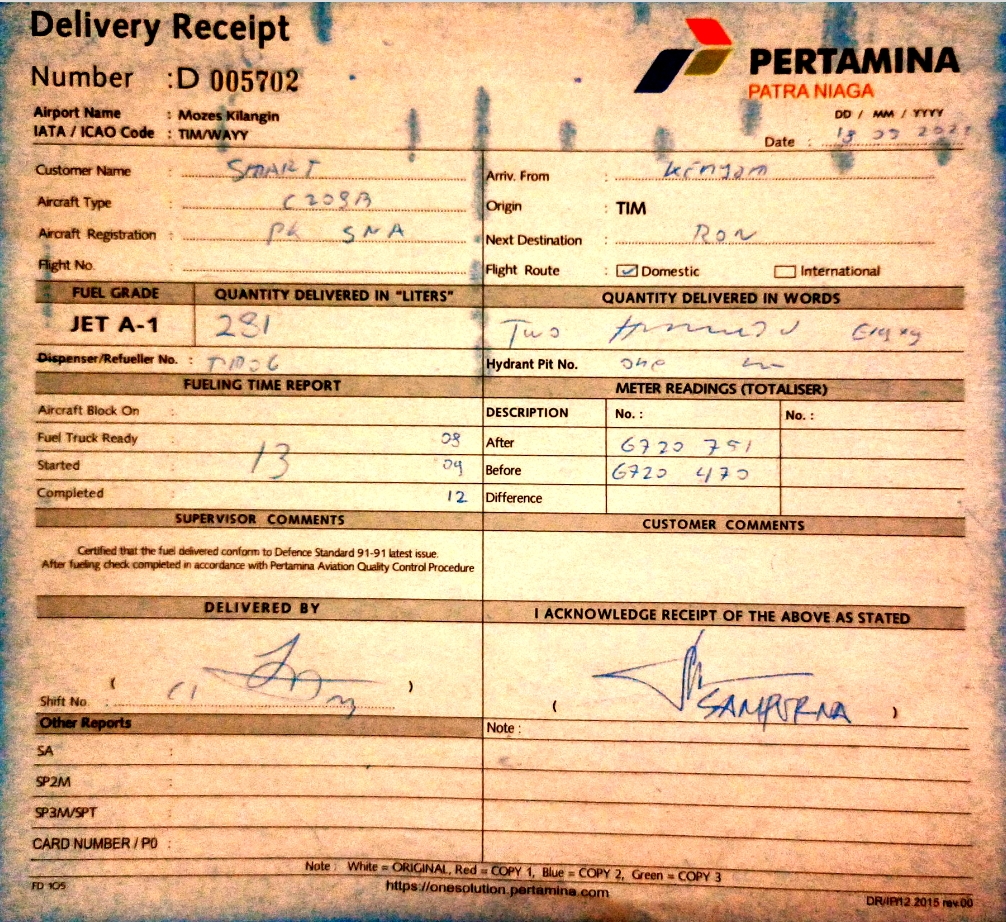 Delivery Receipt
Number : D 005702
PERTAMINA
PATRA NIAGA
Airport Name : Mozes Kilangin
IATA / ICAO Code : TIM/WAYY
DD / MM / YYYY
Date :
Customer Name : SMART
Arriv. From : Kenyam
Aircraft Type : C208B
Origin : TIM
Aircraft Registration : PK SNA
Next Destination : RON
Flight No. :
Flight Route : Domestic International
FUEL GRADE QUANTITY DELIVERED IN "LITERS" QUANTITY DELIVERED IN WORDS
JET A-1 281 Two Hundred Eighty
Dispenser/Refueller No. :
Hydrant Pit No. one
FUELING TIME REPORT METER READINGS (TOTALISER)
Aircraft Block On :
DESCRIPTION No. : No. :
Fuel Truck Ready : 08
After 6720 751
Started : 13 09
Before 6720 470
Completed : 12
Difference
SUPERVISOR COMMENTS CUSTOMER COMMENTS
Certified that the fuel delivered conform to Defence Standard 91-91 latest issue.
After fueling check completed in accordance with Pertamina Aviation Quality Control Procedure
DELIVERED BY I ACKNOWLEDGE RECEIPT OF THE ABOVE AS STATED
( )
Shift No :
( SAMPURNA )
Other Reports Note :
SA :
SP2M :
SP3M/SPT :
CARD NUMBER / PO :
Note : White = ORIGINAL, Red = COPY 1, Blue = COPY 2, Green = COPY 3
FD 105 https://onesolution.pertamina.com
DR/IP/12.2015 rev.00